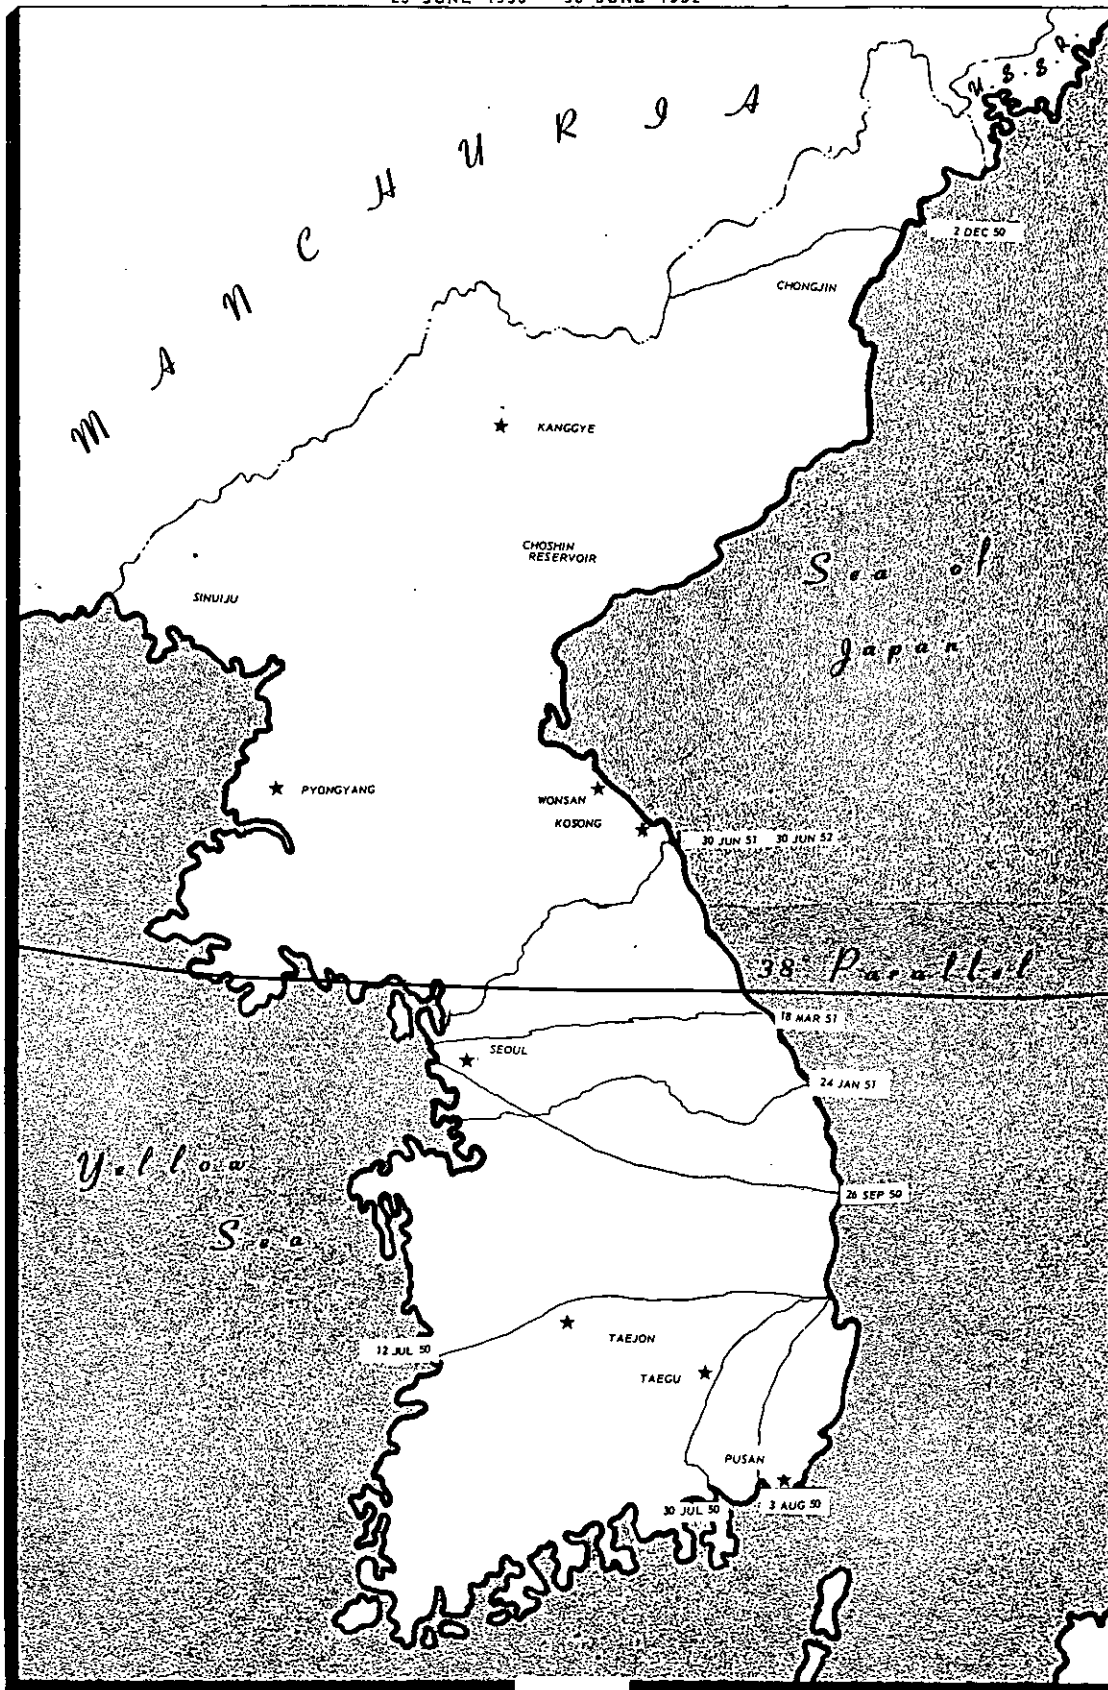 U.S.S.R.
MANCHURIA
2 DEC 50
CHONGJIN
KANGGYE
CHOSHIN
RESERVOIR
Sea of
Japan
SINUIJU
PYONGYANG
WONSAN
KOSONG
30 JUN 51 30 JUN 52
38° Parallel
18 MAR 51
SEOUL
24 JAN 51
Yellow
Sea
26 SEP 50
12 JUL 50
TAEJON
TAEGU
PUSAN
30 JUL 50
3 AUG 50